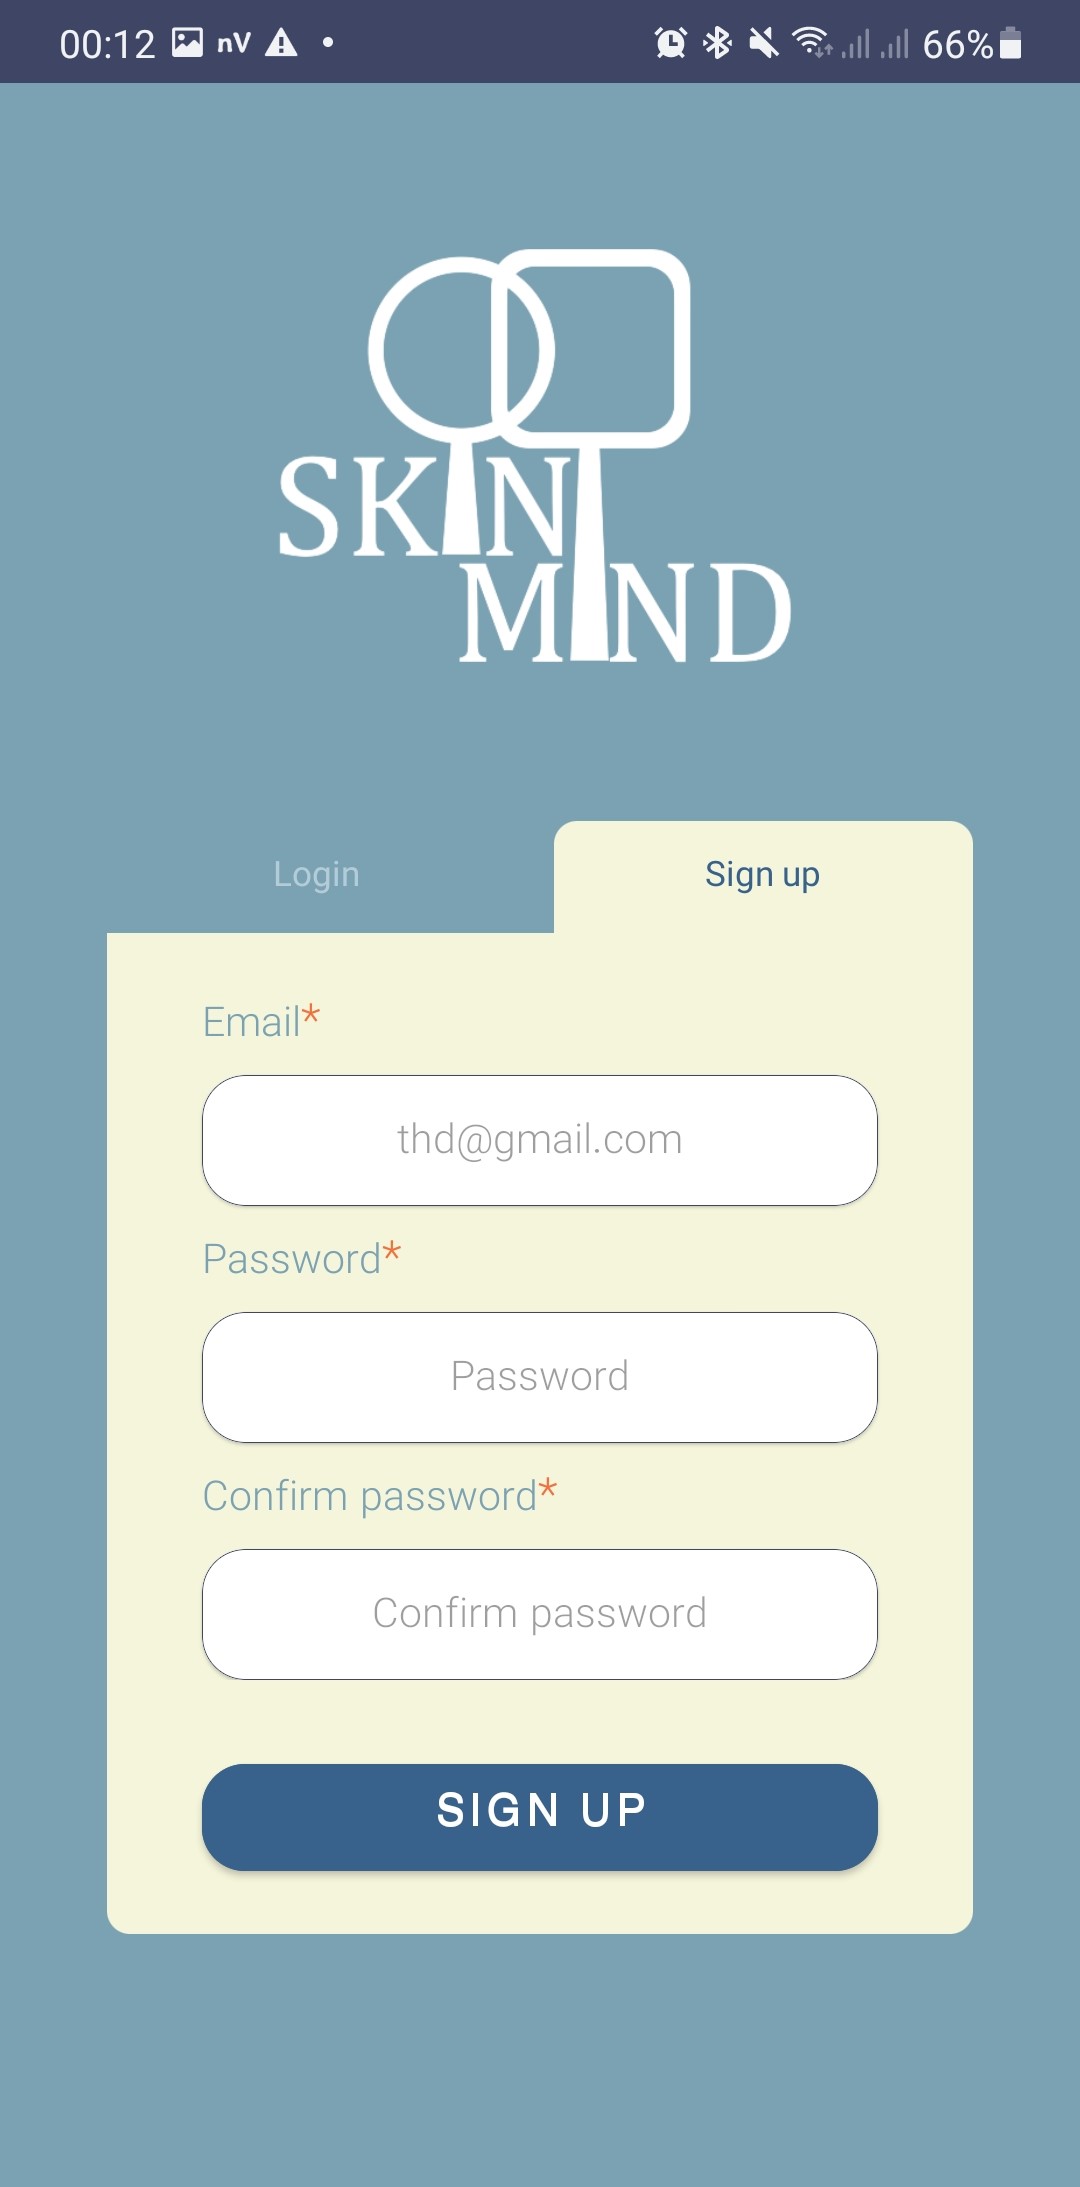 00:12 nV 66%
SKIN
MIND
Login Sign up
Email*
thd@gmail.com
Password*
Password
Confirm password*
Confirm password
SIGN UP